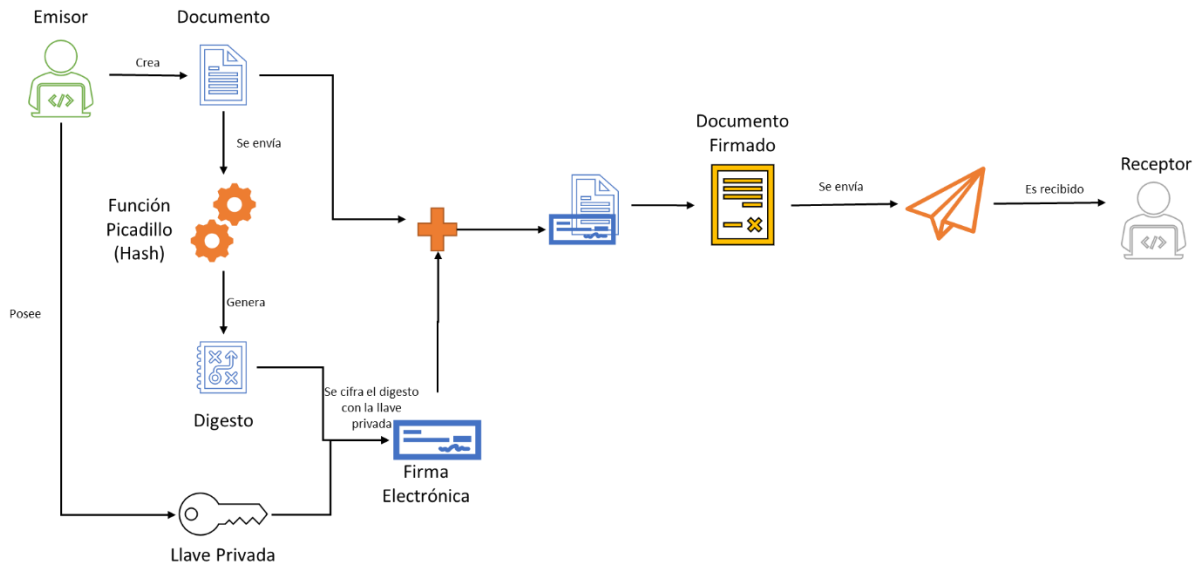 Emisor
Documento
Crea
</>
Se envía
Función
Picadillo
(Hash)
Genera
Posee
Digesto
Se cifra el digesto
con la llave
privada
Firma
Electrónica
Llave Privada
Documento
Firmado
Se envía
Es recibido
Receptor
</>